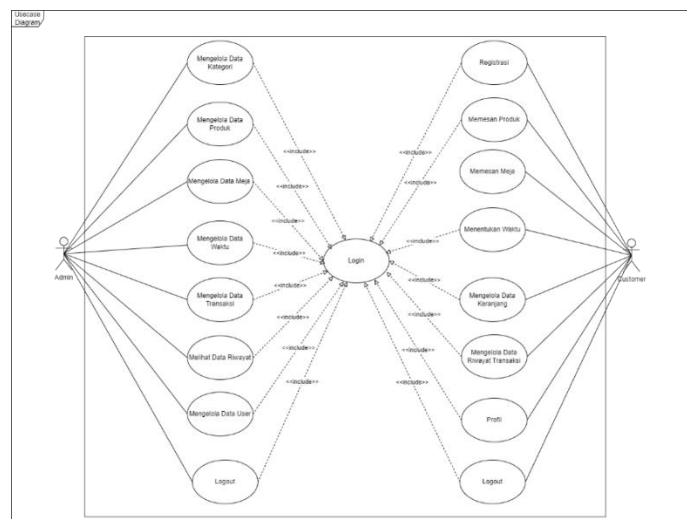 Usecase
Diagram
Mengelola Data
Kategori
Registrasi
Mengelola Data
Produk
Memesan Produk
<<include>>
<<include>>
Mengelola Data Meja
<<include>>
<<include>>
Memesan Meja
Mengelola Data
Waktu
<<include>>
<<include>>
<<include>>
Menentukan Waktu
Admin
Login
Customer
Mengelola Data
Transaksi
<<include>>
<<include>>
Mengelola Data
Keranjang
Melihat Data Riwayat
<<include>>
<<include>>
Mengelola Data
Riwayat Transaksi
Mengelola Data User
<<include>>
<<include>>
Profil
Logout
<<include>>
<<include>>
Logout